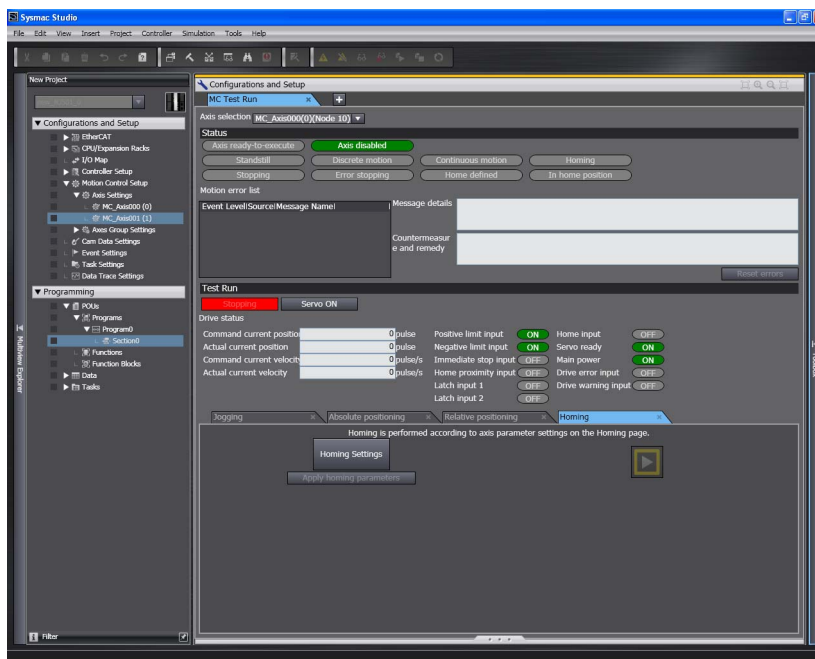 Sysmac Studio
File Edit View Insert Project Controller Simulation Tools Help
New Project
Configurations and Setup
EtherCAT
CPU/Expansion Racks
I/O Map
Controller Setup
Motion Control Setup
Axis Settings
MC_Axis000 (0)
MC_Axis001 (1)
Axes Group Settings
Cam Data Settings
Event Settings
Task Settings
Data Trace Settings
Programming
POUs
Programs
Program0
Section0
Functions
Function Blocks
Data
Tasks
Filter
Multiview Explorer
Configurations and Setup
MC Test Run
Axis selection MC_Axis000(0)(Node 10)
Status
Axis ready-to-execute Axis disabled
Standstill Discrete motion Continuous motion Homing
Stopping Error stopping Home defined In home position
Motion error list
Event Level|Source|Message Name| Message details
Countermeasur
e and remedy
Reset errors
Test Run
Stopping Servo ON
Drive status
Command current positio 0 pulse Positive limit input ON Home input OFF
Actual current position 0 pulse Negative limit input ON Servo ready ON
Command current velocity 0 pulse/s Immediate stop input OFF Main power ON
Actual current velocity 0 pulse/s Home proximity input OFF Drive error input OFF
Latch input 1 OFF Drive warning input OFF
Latch input 2 OFF
Jogging Absolute positioning Relative positioning Homing
Homing is performed according to axis parameter settings on the Homing page.
Homing Settings
Apply homing parameters